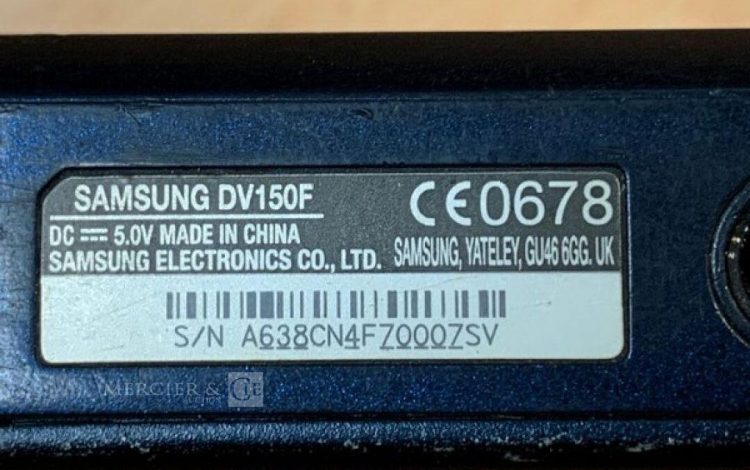 SAMSUNG DV150F
CE0678
DC ⎓ 5.0V MADE IN CHINA
SAMSUNG ELECTRONICS CO., LTD.
SAMSUNG, YATELEY, GU46 6GG. UK
S/N A638CN4F70007SV
MERCIER & CIE